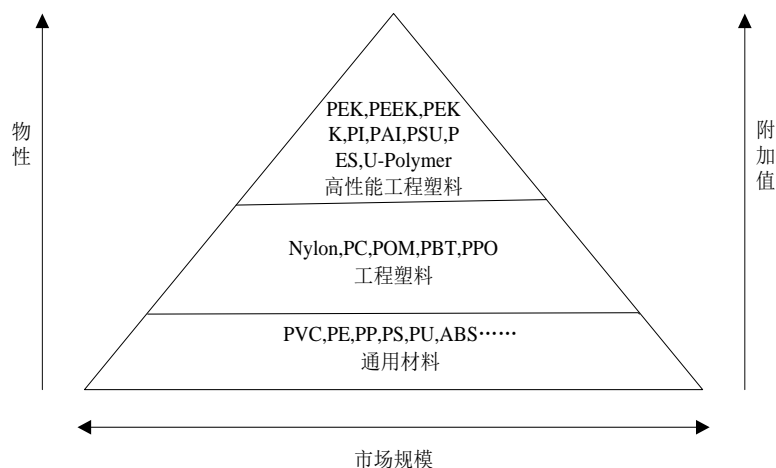 PEK,PEEK,PEK
K,PI,PAI,PSU,P
ES,U-Polymer
高性能工程塑料
物性
附加值
Nylon,PC,POM,PBT,PPO
工程塑料
PVC,PE,PP,PS,PU,ABS……
通用材料
市场规模